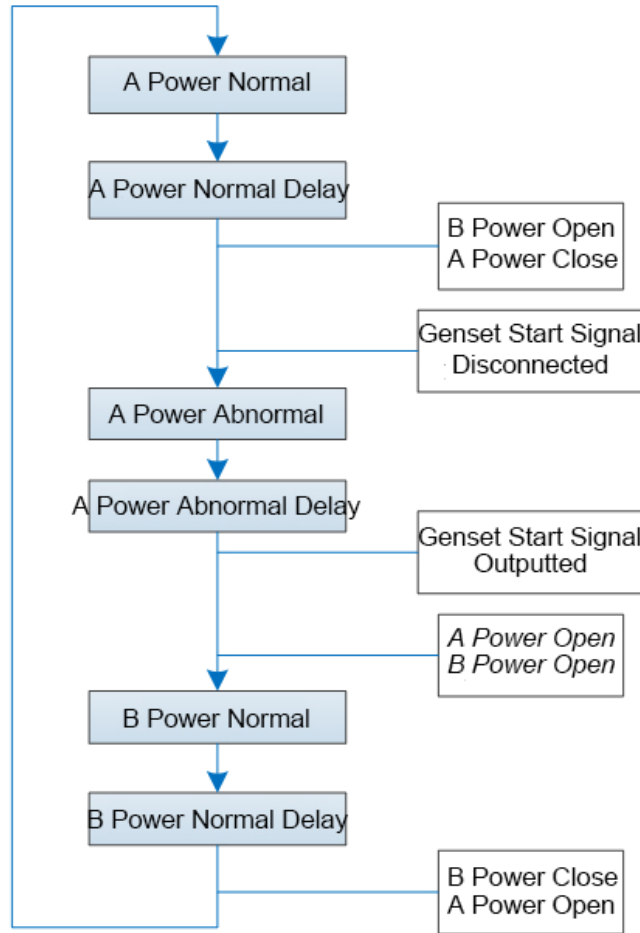 A Power Normal
A Power Normal Delay
B Power Open
A Power Close
Genset Start Signal
Disconnected
A Power Abnormal
A Power Abnormal Delay
Genset Start Signal
Outputted
A Power Open
B Power Open
B Power Normal
B Power Normal Delay
B Power Close
A Power Open